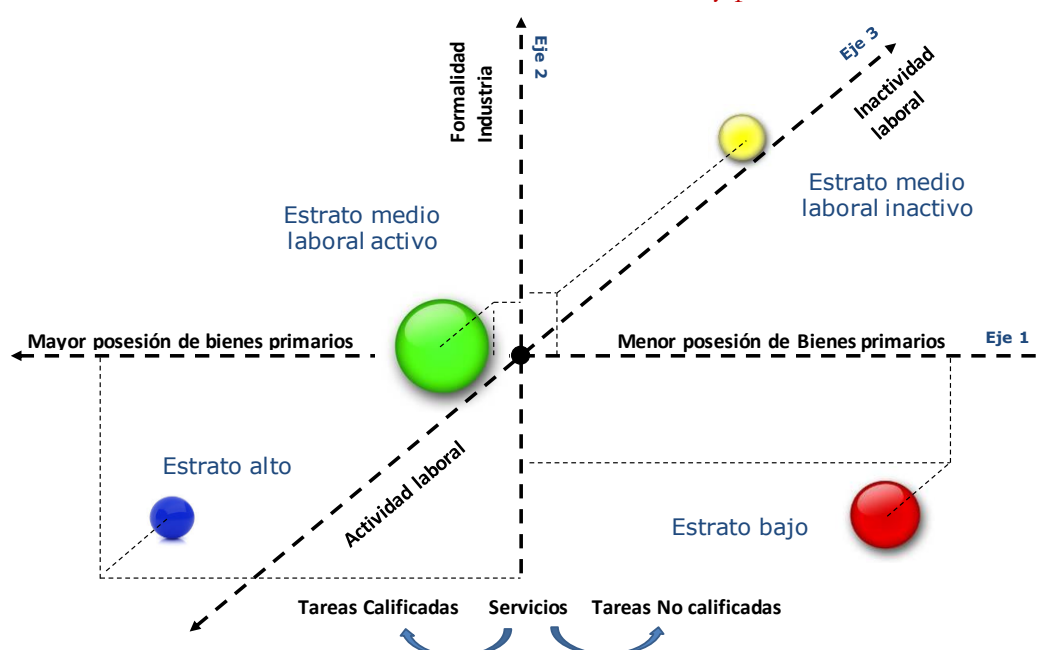 Eje 2
Eje 3
Formalidad
Industria
Inactividad
laboral
Estrato medio
laboral inactivo
Estrato medio
laboral activo
Mayor posesión de bienes primarios
Menor posesión de Bienes primarios
Eje 1
Actividad laboral
Estrato alto
Estrato bajo
Tareas Calificadas
Servicios
Tareas No calificadas